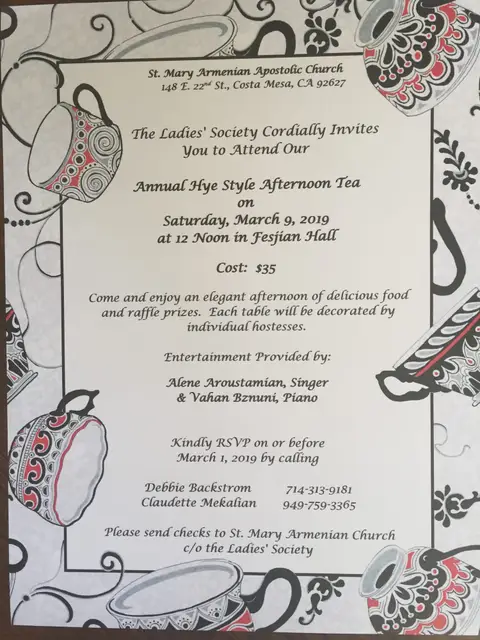 St. Mary Armenian Apostolic Church
148 E. 22nd St., Costa Mesa, CA 92627
The Ladies' Society Cordially Invites
You to Attend Our
Annual Hye Style Afternoon Tea
on
Saturday, March 9, 2019
at 12 Noon in Fesjian Hall
Cost: $35
Come and enjoy an elegant afternoon of delicious food
and raffle prizes. Each table will be decorated by
individual hostesses.
Entertainment Provided by:
Alene Aroustamian, Singer
& Vahan Bznuni, Piano
Kindly RSVP on or before
March 1, 2019 by calling
Debbie Backstrom 714-313-9181
Claudette Mekalian 949-759-3365
Please send checks to St. Mary Armenian Church
c/o the Ladies' Society